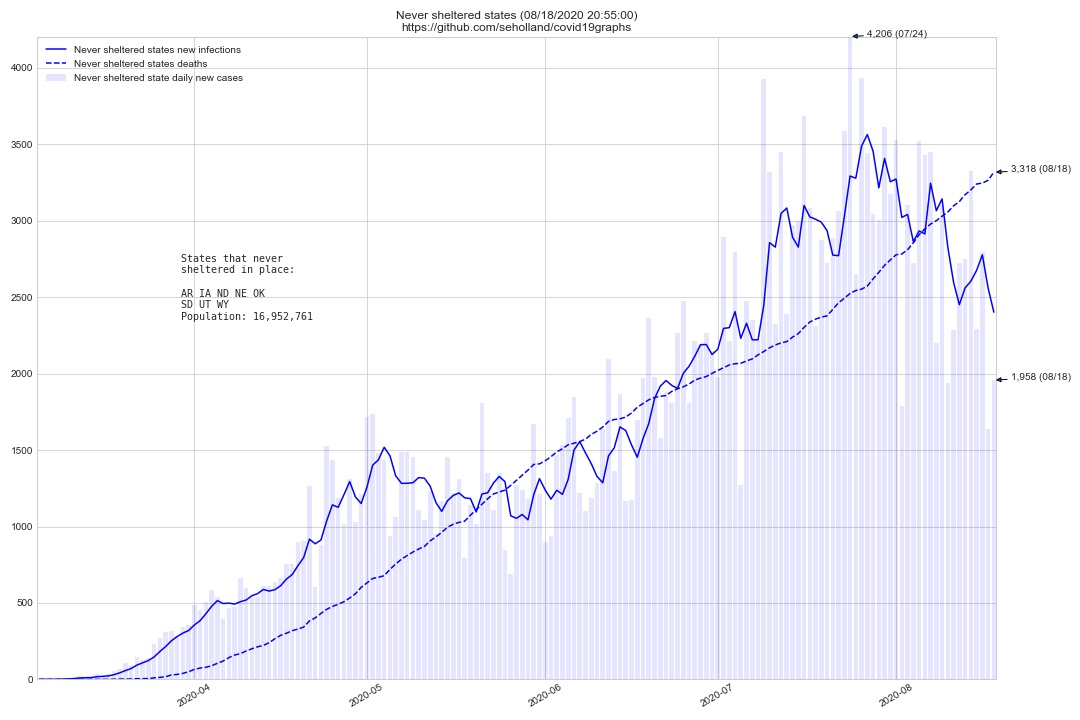 Never sheltered states (08/18/2020 20:55:00)
https://github.com/seholland/covid19graphs
4,206 (07/24)
Never sheltered states new infections
Never sheltered states deaths
Never sheltered state daily new cases
4000
3500
3,318 (08/18)
3000
States that never
sheltered in place:
AR IA ND NE OK
SD UT WY
Population: 16,952,761
2500
2000
1,958 (08/18)
1500
1000
500
0
2020-04
2020-05
2020-06
2020-07
2020-08